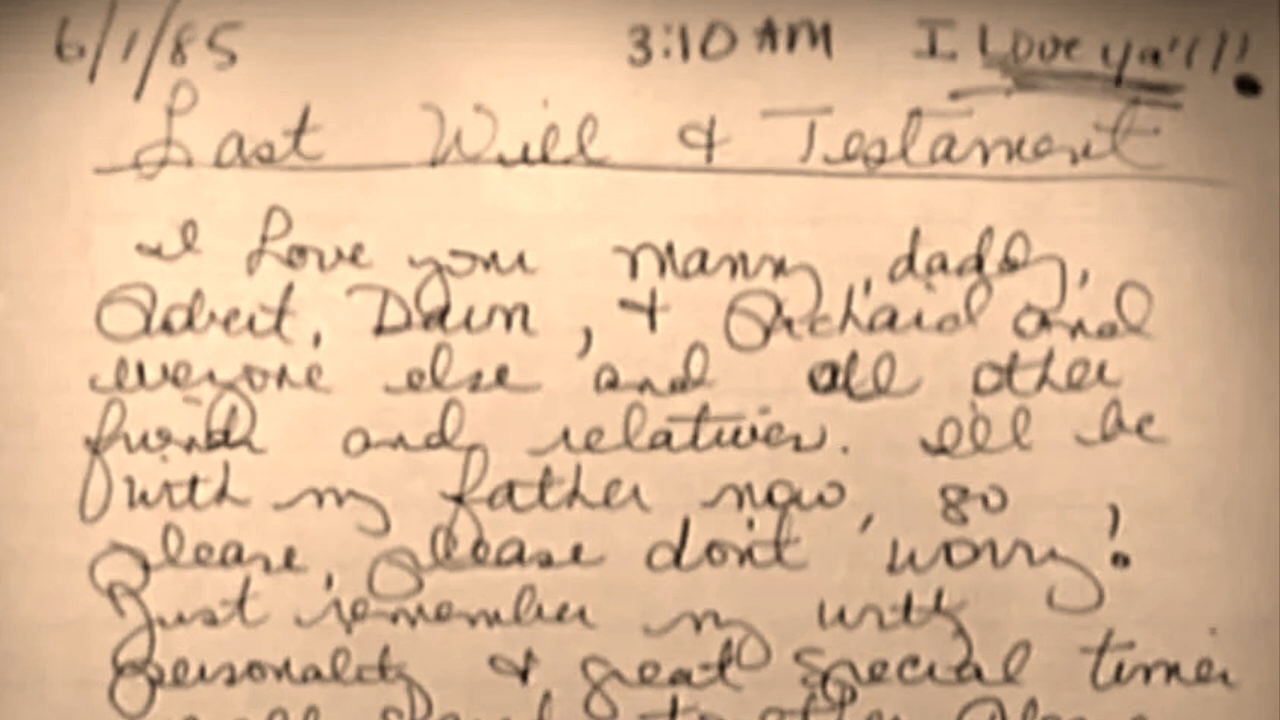 6/1/85 3:10 AM I Love ya'll!
Last Will & Testament
I Love you mamy, daddy,
Robert, Dawn, + Richard and
everyone else and all other
friends and relatives. I'll be
with my father now, so
please, please don't worry!
Just remember my witty
personality & great special times